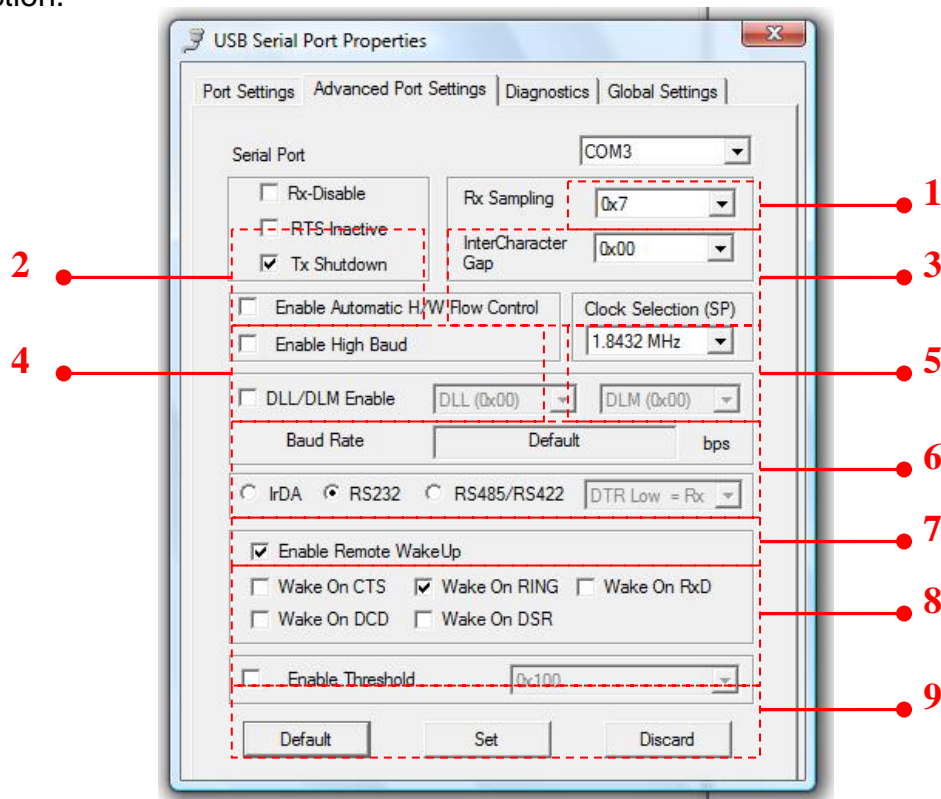 tion.
USB Serial Port Properties
x
Port Settings Advanced Port Settings Diagnostics Global Settings
Serial Port COM3
Rx-Disable
Rx Sampling 0x7
1
RTS Inactive
InterCharacter Gap 0x00
2
Tx Shutdown
3
Enable Automatic H/W Flow Control
Clock Selection (SP)
Enable High Baud
1.8432 MHz
4
5
DLL/DLM Enable DLL (0x00) DLM (0x00)
Baud Rate Default bps
6
IrDA RS232 RS485/RS422 DTR Low = Rx
7
Enable Remote WakeUp
Wake On CTS Wake On RING Wake On RxD
8
Wake On DCD Wake On DSR
Enable Threshold 0x100
9
Default Set Discard